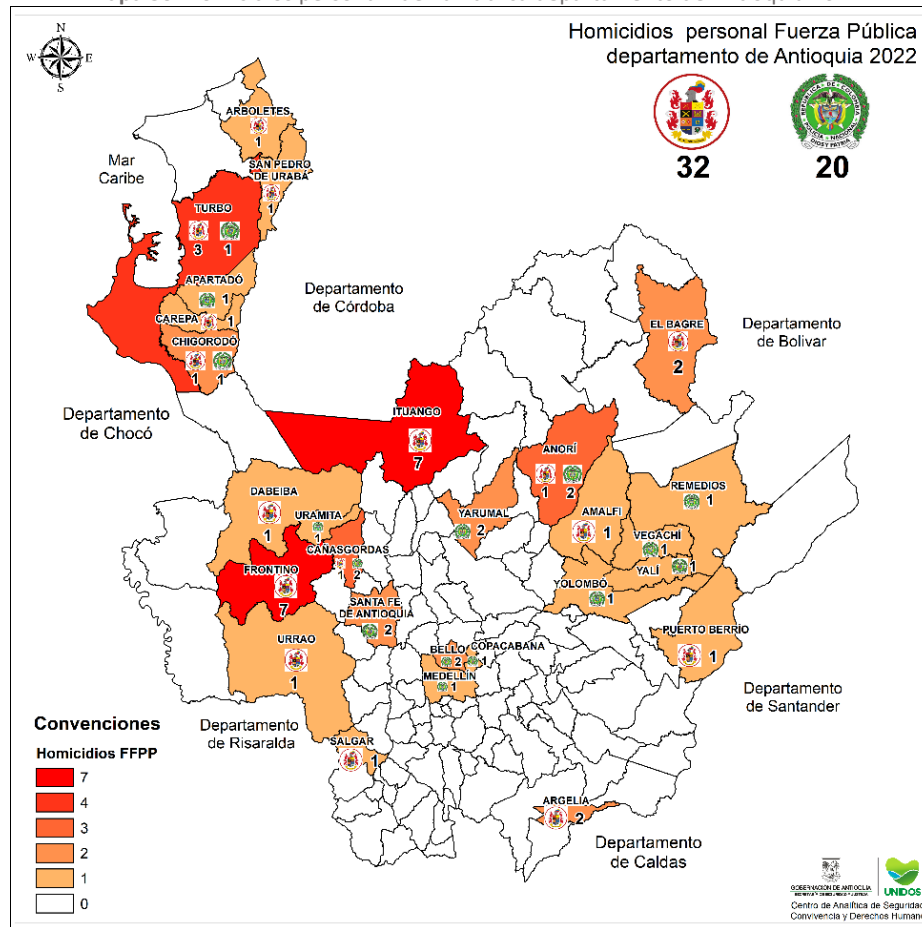 Homicidios personal Fuerza Pública
departamento de Antioquia 2022
32
20
N
W
E
S
ARBOLETES
1
SAN PEDRO
DE URABÁ
1
Mar
Caribe
TURBO
3
1
APARTADÓ
1
CAREPA
1
CHIGORODÓ
1
1
Departamento
de Córdoba
Departamento
de Chocó
EL BAGRE
2
Departamento
de Bolivar
ITUANGO
7
ANORÍ
1
2
REMEDIOS
1
YARUMAL
2
AMALFI
1
VEGACHÍ
1
YALÍ
1
YOLOMBÓ
1
DABEIBA
1
URAMITA
1
CAÑASGORDAS
1
2
FRONTINO
7
SANTA FE
DE ANTIOQUIA
2
PUERTO BERRÍO
1
URRAO
1
BELLO
2
COPACABANA
1
MEDELLÍN
1
Departamento
de Santander
Departamento
de Risaralda
SALGAR
1
ARGELIA
2
Departamento
de Caldas
Convenciones
Homicidios FFPP
7
4
3
2
1
0
GOBERNACIÓN DE ANTIOQUIA
UNIDOS
Centro de Analítica de Seguridad
Convivencia y Derechos Humano